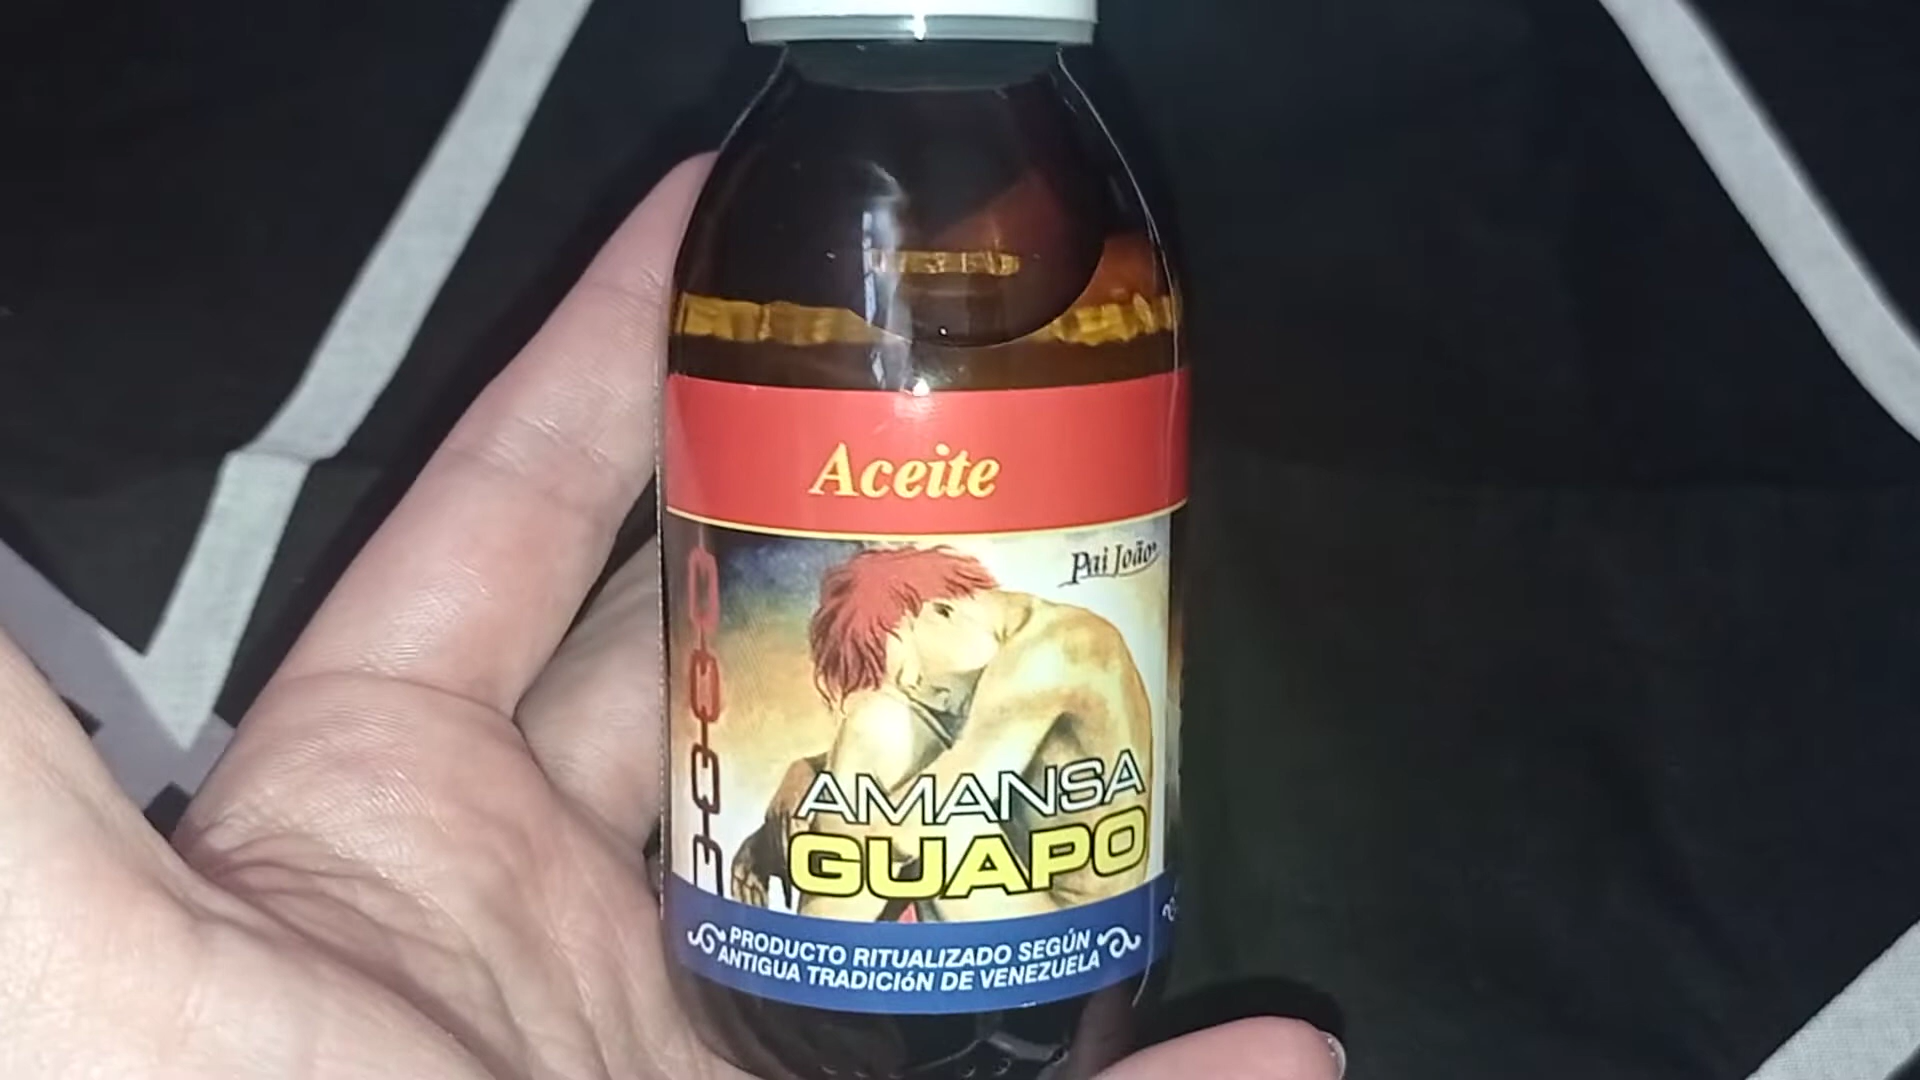 Aceite
Pai João
AMANSA
GUAPO
PRODUCTO RITUALIZADO SEGÚN
ANTIGUA TRADICIóN DE VENEZUELA